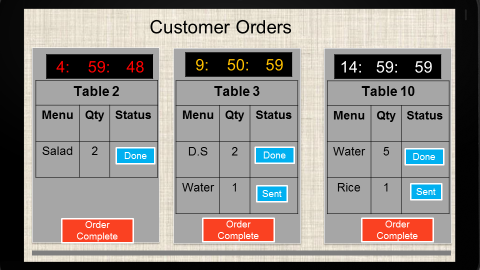 Customer Orders
4: 59: 48
Table 2
Menu Qty Status
Salad 2 Done
Order
Complete
9: 50: 59
Table 3
Menu Qty Status
D.S 2 Done
Water 1 Sent
Order
Complete
14: 59: 59
Table 10
Menu Qty Status
Water 5 Done
Rice 1 Sent
Order
Complete